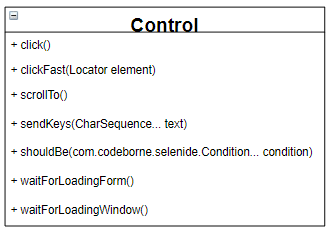 Control
+ click()
+ clickFast(Locator element)
+ scrollTo()
+ sendKeys(CharSequence... text)
+ shouldBe(com.codeborne.selenide.Condition... condition)
+ waitForLoadingForm()
+ waitForLoadingWindow()